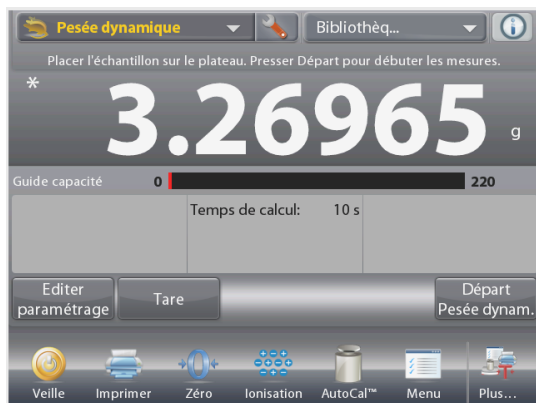 Pesée dynamique Bibliothèq...
Placer l'échantillon sur le plateau. Presser Départ pour débuter les mesures.
* 3.26965 g
Guide capacité 0 220
Temps de calcul: 10 s
Editer paramétrage
Tare
Départ Pesée dynam.
Veille Imprimer Zéro Ionisation AutoCal™ Menu Plus...